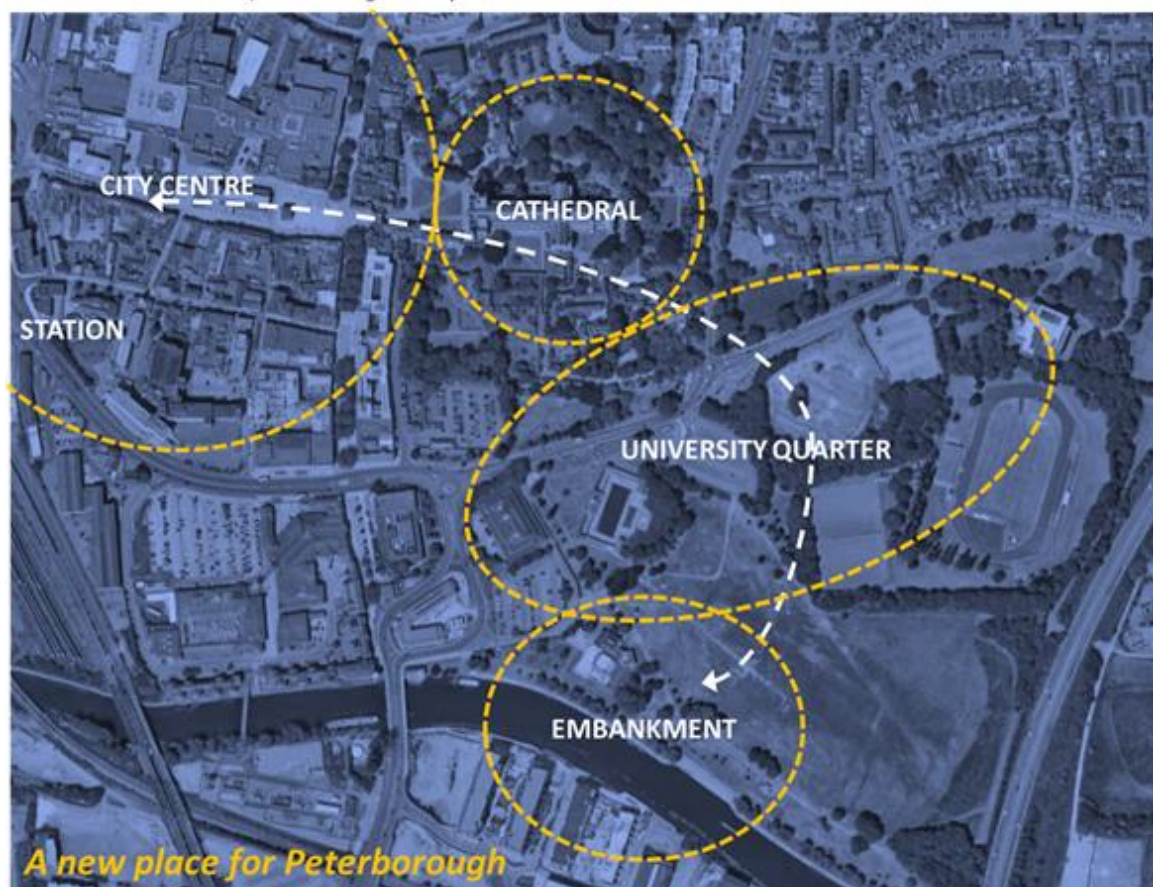 CITY CENTRE
CATHEDRAL
STATION
UNIVERSITY QUARTER
EMBANKMENT
A new place for Peterborough